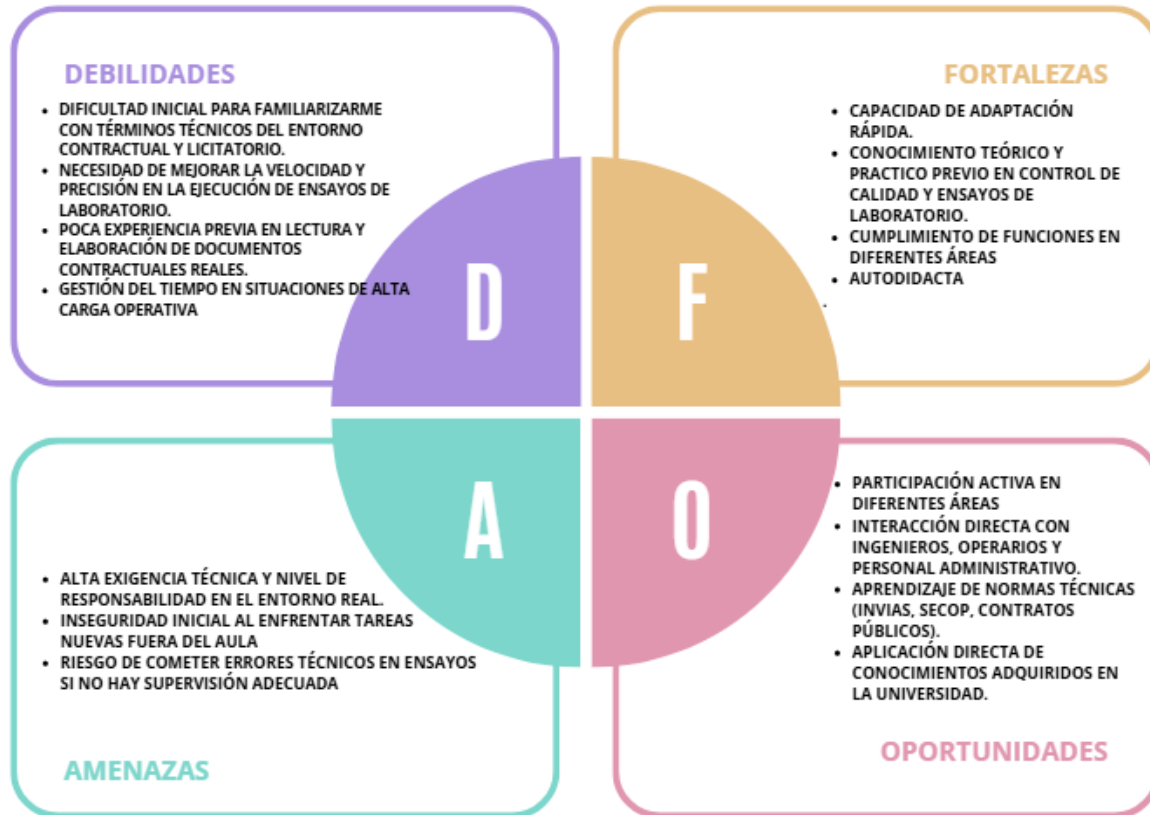 DEBILIDADES
• DIFICULTAD INICIAL PARA FAMILIARIZARME
CON TÉRMINOS TÉCNICOS DEL ENTORNO
CONTRACTUAL Y LICITATORIO.
• NECESIDAD DE MEJORAR LA VELOCIDAD Y
PRECISIÓN EN LA EJECUCIÓN DE ENSAYOS DE
LABORATORIO.
• POCA EXPERIENCIA PREVIA EN LECTURA Y
ELABORACIÓN DE DOCUMENTOS
CONTRACTUALES REALES.
• GESTIÓN DEL TIEMPO EN SITUACIONES DE ALTA
CARGA OPERATIVA
D
FORTALEZAS
• CAPACIDAD DE ADAPTACIÓN
RÁPIDA.
• CONOCIMIENTO TEÓRICO Y
PRACTICO PREVIO EN CONTROL DE
CALIDAD Y ENSAYOS DE
LABORATORIO.
• CUMPLIMIENTO DE FUNCIONES EN
DIFERENTES ÁREAS
• AUTODIDACTA
.
F
A
• ALTA EXIGENCIA TÉCNICA Y NIVEL DE
RESPONSABILIDAD EN EL ENTORNO REAL.
• INSEGURIDAD INICIAL AL ENFRENTAR TAREAS
NUEVAS FUERA DEL AULA
• RIESGO DE COMETER ERRORES TÉCNICOS EN ENSAYOS
SI NO HAY SUPERVISIÓN ADECUADA
AMENAZAS
O
• PARTICIPACIÓN ACTIVA EN
DIFERENTES ÁREAS
• INTERACCIÓN DIRECTA CON
INGENIEROS, OPERARIOS Y
PERSONAL ADMINISTRATIVO.
• APRENDIZAJE DE NORMAS TÉCNICAS
(INVIAS, SECOP, CONTRATOS
PÚBLICOS).
• APLICACIÓN DIRECTA DE
CONOCIMIENTOS ADQUIRIDOS EN
LA UNIVERSIDAD.
OPORTUNIDADES